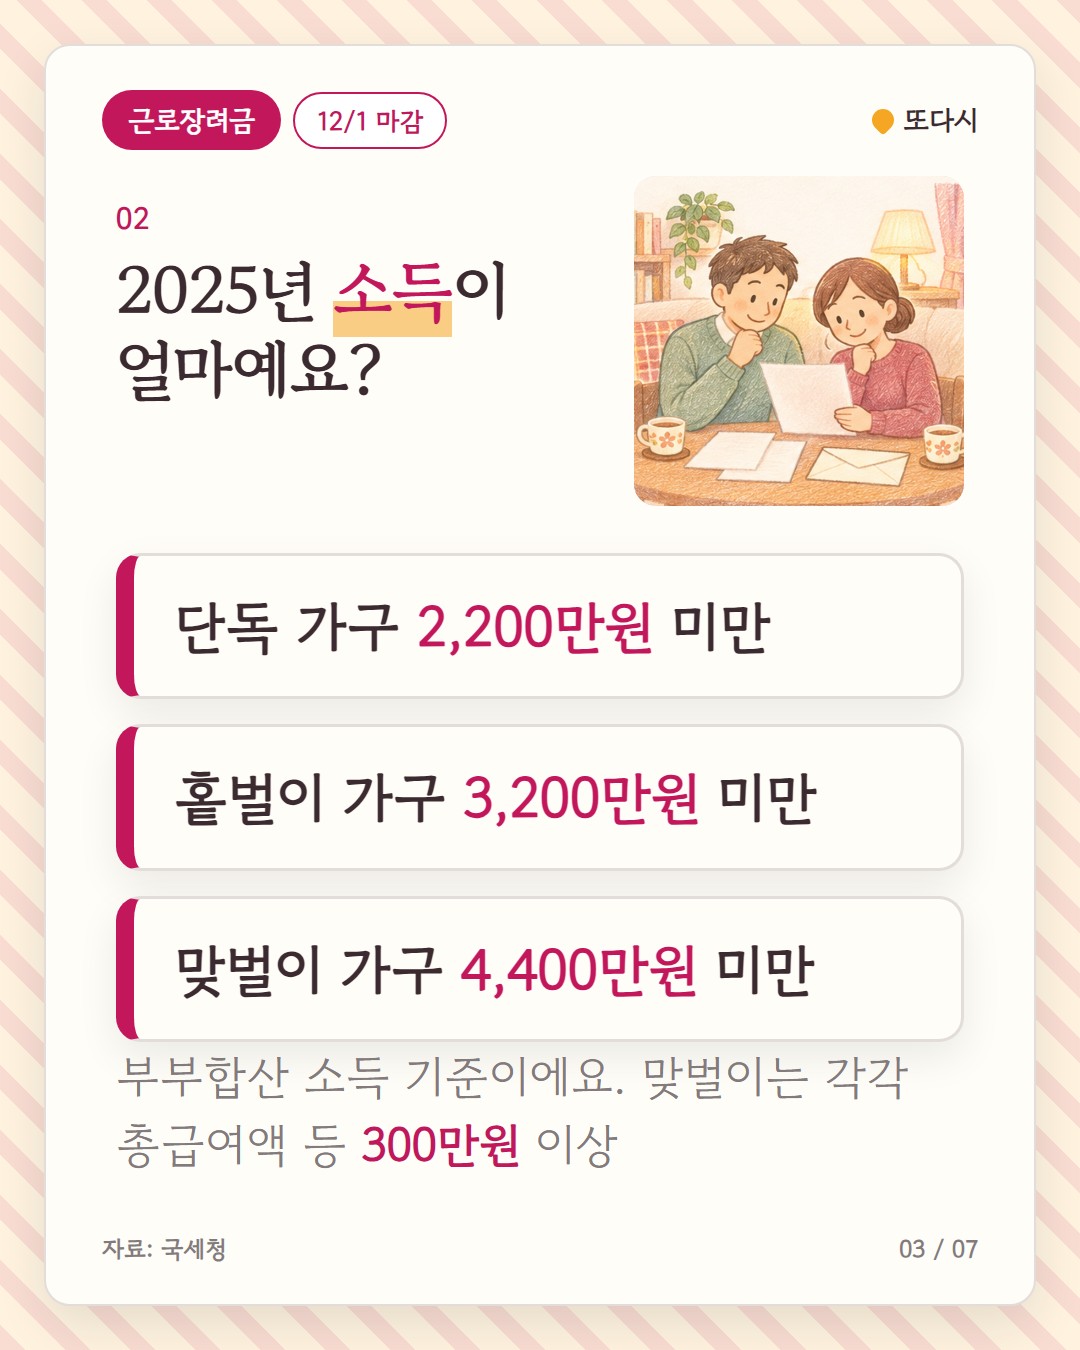 근로장려금
12/1 마감
또다시
02
2025년 소득이
얼마예요?
단독 가구 2,200만원 미만
홑벌이 가구 3,200만원 미만
맞벌이 가구 4,400만원 미만
부부합산 소득 기준이에요. 맞벌이는 각각
총급여액 등 300만원 이상
자료: 국세청
03 / 07